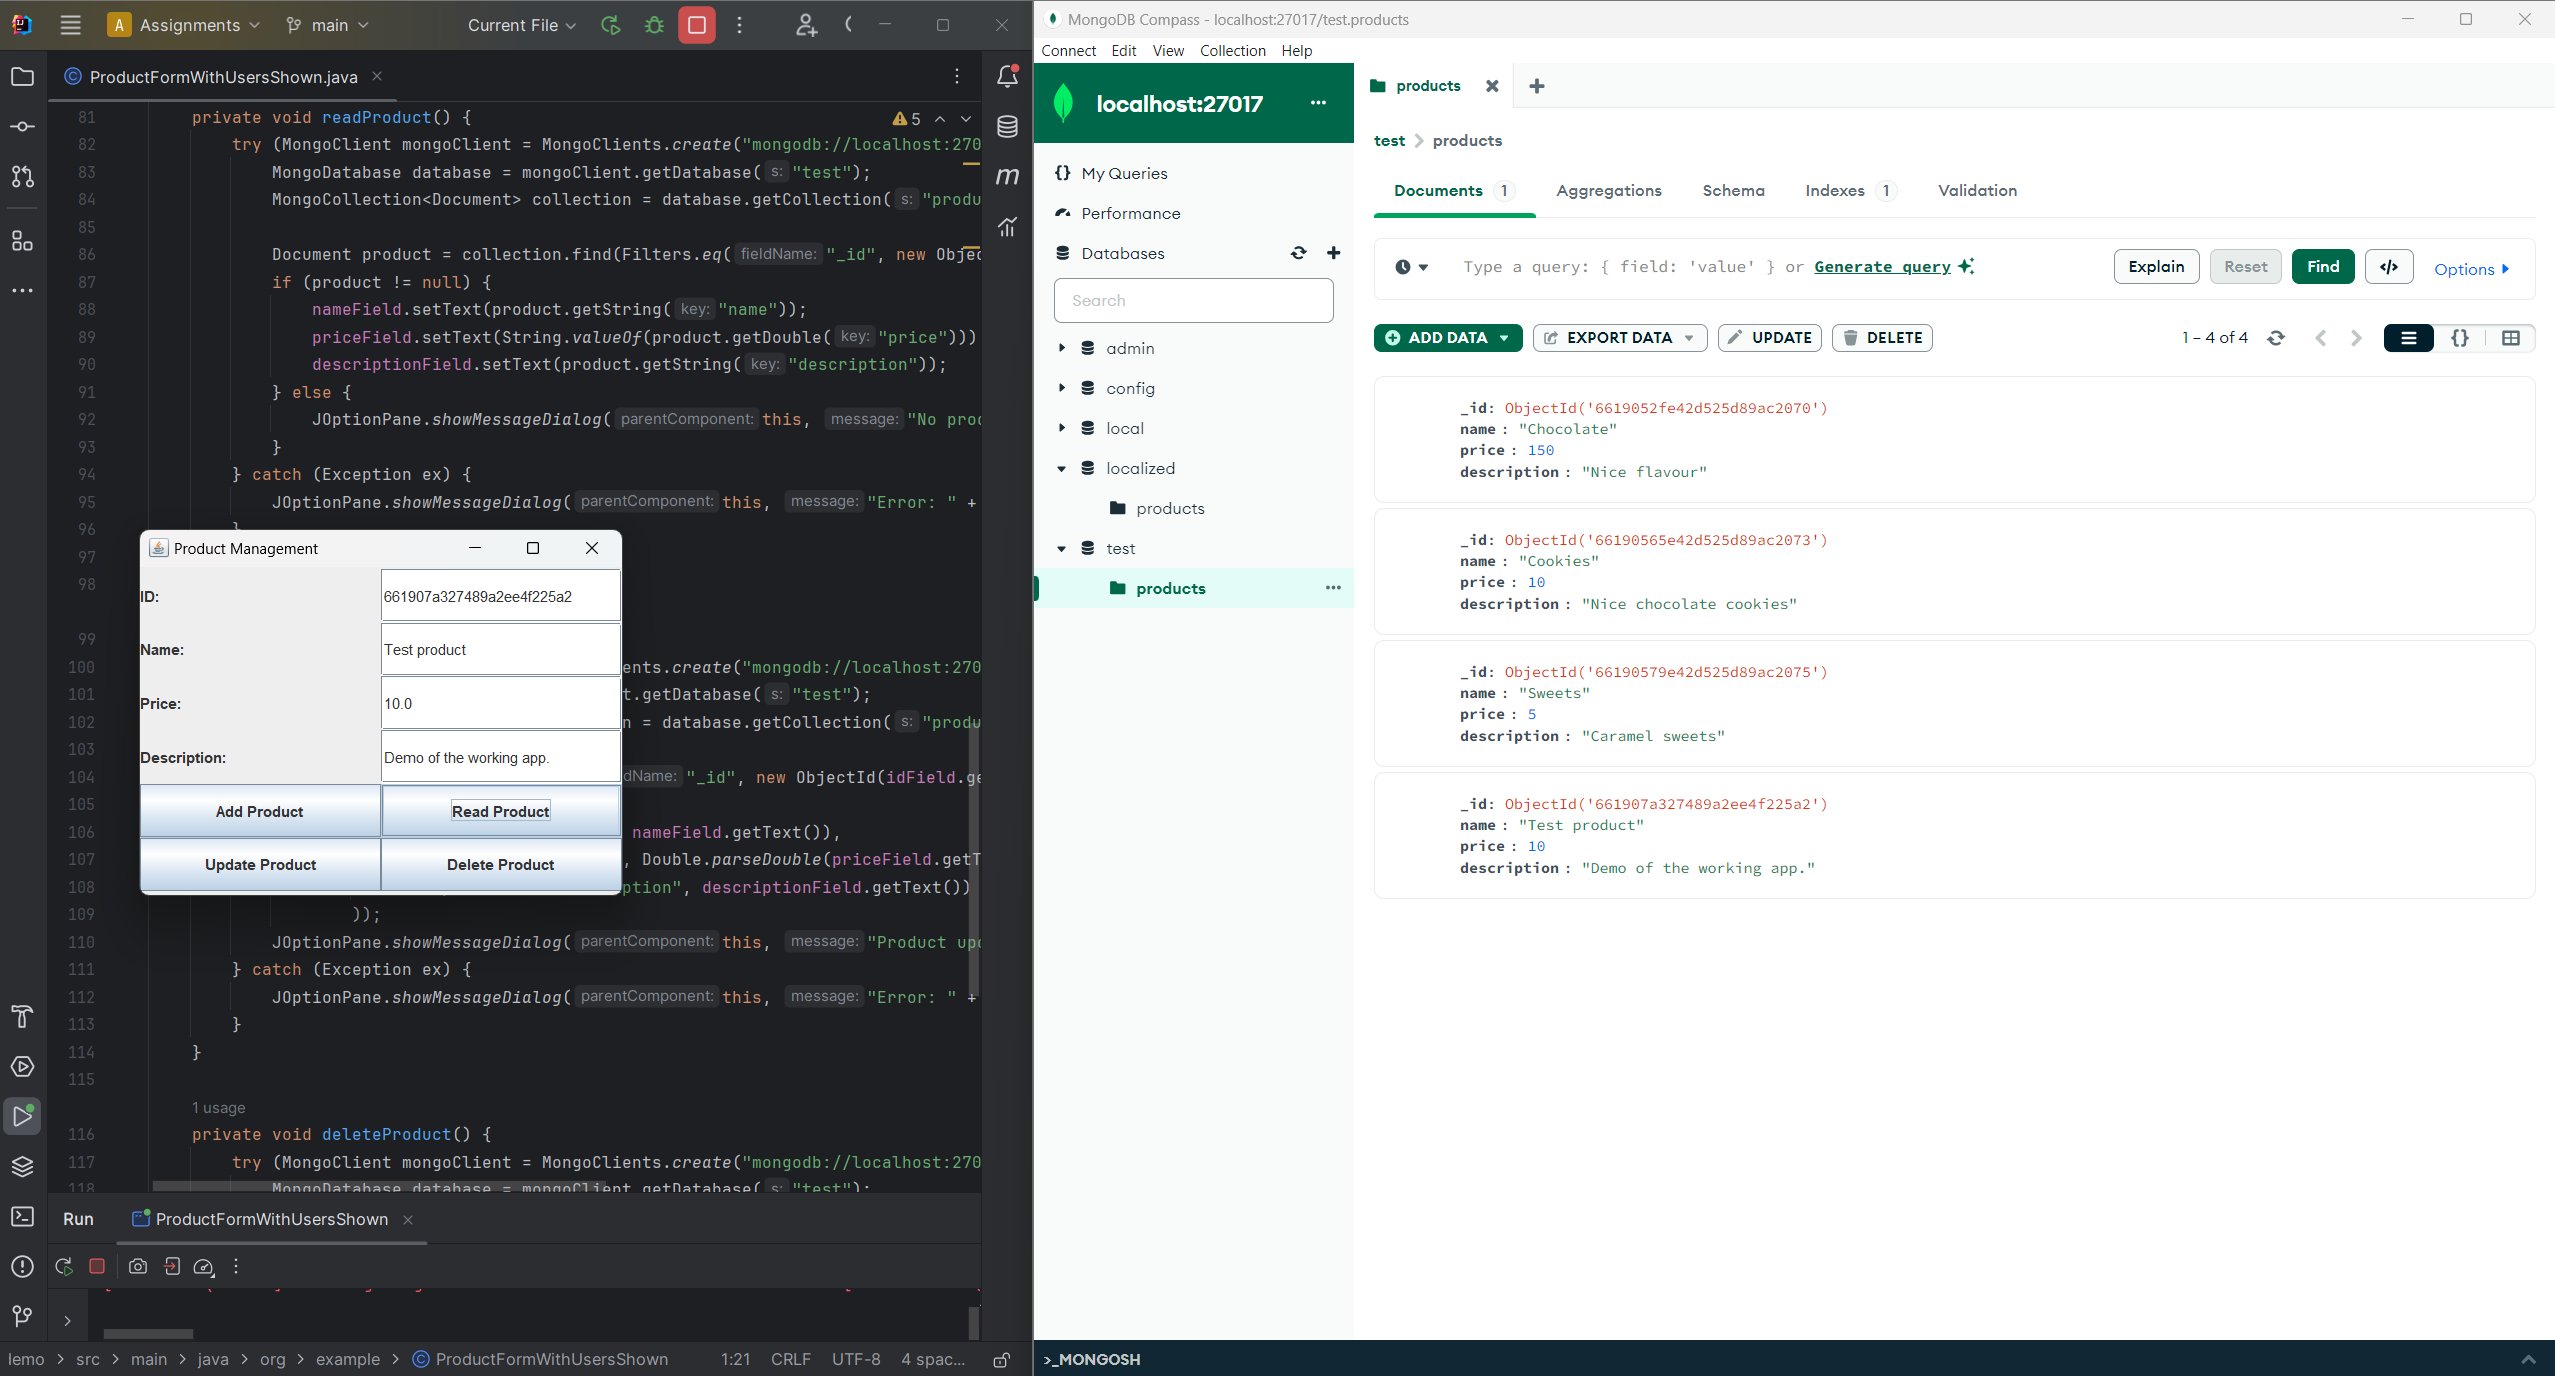 A Assignments main Current File
ProductFormWithUsersShown.java
5
81 private void readProduct() {
82 try (MongoClient mongoClient = MongoClients.create("mongodb://localhost:270
83 MongoDatabase database = mongoClient.getDatabase( s: "test");
84 MongoCollection<Document> collection = database.getCollection( s: "produ
85
86 Document product = collection.find(Filters.eq( fieldName: "_id", new Objec
87 if (product != null) {
88 nameField.setText(product.getString( key: "name"));
89 priceField.setText(String.valueOf(product.getDouble( key: "price")))
90 descriptionField.setText(product.getString( key: "description"));
91 } else {
92 JOptionPane.showMessageDialog( parentComponent: this, message: "No prod
93 }
94 } catch (Exception ex) {
95 JOptionPane.showMessageDialog( parentComponent: this, message: "Error: " +
96 }
97
98
99
100 ents.create("mongodb://localhost:270
101 t.getDatabase( s: "test");
102 n = database.getCollection( s: "produ
103
104 dName: "_id", new ObjectId(idField.ge
105
106 nameField.getText()),
107 , Double.parseDouble(priceField.getT
108 ption", descriptionField.getText())
109 ));
110 JOptionPane.showMessageDialog( parentComponent: this, message: "Product upd
111 } catch (Exception ex) {
112 JOptionPane.showMessageDialog( parentComponent: this, message: "Error: " +
113 }
114 }
115
1 usage
116 private void deleteProduct() {
117 try (MongoClient mongoClient = MongoClients.create("mongodb://localhost:270
118 MongoDatabase database = mongoClient.getDatabase( s: "test");
Product Management
ID: 661907a327489a2ee4f225a2
Name: Test product
Price: 10.0
Description: Demo of the working app.
Add Product Read Product
Update Product Delete Product
Run ProductFormWithUsersShown
lemo > src > main > java > org > example > ProductFormWithUsersShown 1:21 CRLF UTF-8 4 spac...
MongoDB Compass - localhost:27017/test.products
Connect Edit View Collection Help
localhost:27017
My Queries
Performance
Databases
Search
admin
config
local
localized
products
test
products
products
test > products
Documents 1 Aggregations Schema Indexes 1 Validation
Type a query: { field: 'value' } or Generate query
Explain Reset Find </> Options
ADD DATA EXPORT DATA UPDATE DELETE 1 – 4 of 4 {}
_id: ObjectId('6619052fe42d525d89ac2070')
name : "Chocolate"
price : 150
description : "Nice flavour"
_id: ObjectId('66190565e42d525d89ac2073')
name : "Cookies"
price : 10
description : "Nice chocolate cookies"
_id: ObjectId('66190579e42d525d89ac2075')
name : "Sweets"
price : 5
description : "Caramel sweets"
_id: ObjectId('661907a327489a2ee4f225a2')
name : "Test product"
price : 10
description : "Demo of the working app."
>_MONGOSH